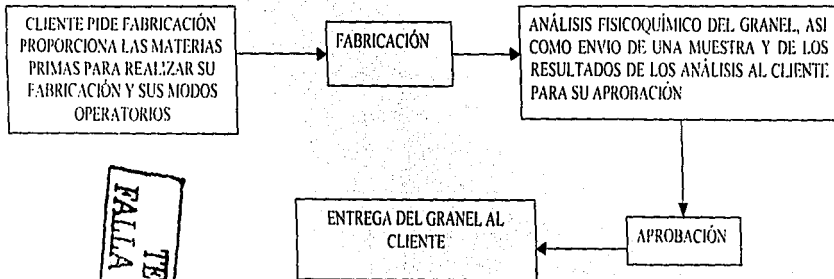 CLIENTE PIDE FABRICACIÓN
PROPORCIONA LAS MATERIAS
PRIMAS PARA REALIZAR SU
FABRICACIÓN Y SUS MODOS
OPERATORIOS
FABRICACIÓN
ANÁLISIS FISICOQUÍMICO DEL GRANEL, ASI
COMO ENVIO DE UNA MUESTRA Y DE LOS
RESULTADOS DE LOS ANÁLISIS AL CLIENTE
PARA SU APROBACIÓN
APROBACIÓN
ENTREGA DEL GRANEL AL
CLIENTE
TE
FALLA